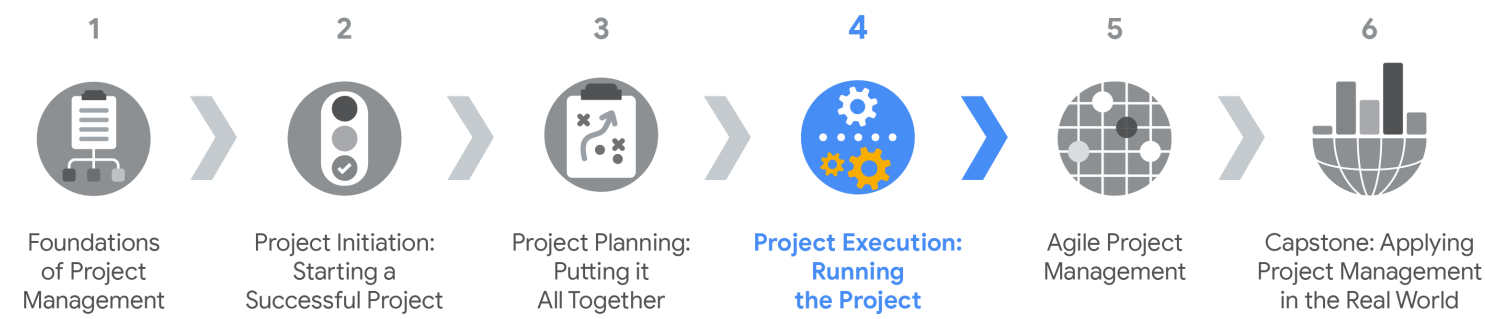 1
Foundations
of Project
Management
2
Project Initiation:
Starting a
Successful Project
3
Project Planning:
Putting it
All Together
4
Project Execution:
Running
the Project
5
Agile Project
Management
6
Capstone: Applying
Project Management
in the Real World